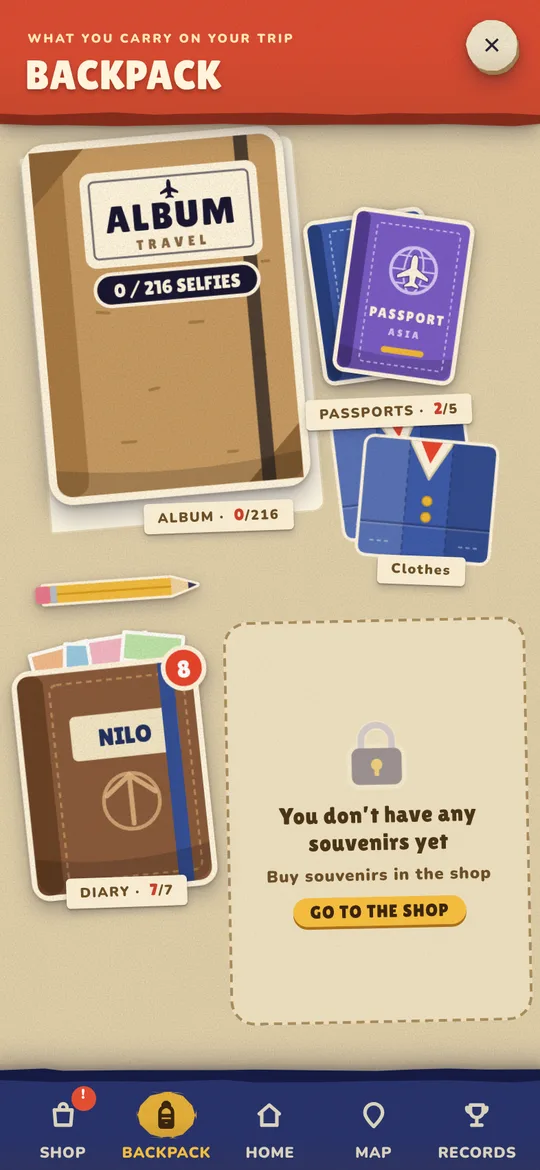 WHAT YOU CARRY ON YOUR TRIP
BACKPACK
ALBUM
TRAVEL
0 / 216 SELFIES
PASSPORT
ASIA
PASSPORTS · 2/5
ALBUM · 0/216
Clothes
8
NILO
DIARY · 7/7
You don't have any
souvenirs yet
Buy souvenirs in the shop
GO TO THE SHOP
!
SHOP
BACKPACK
HOME
MAP
RECORDS